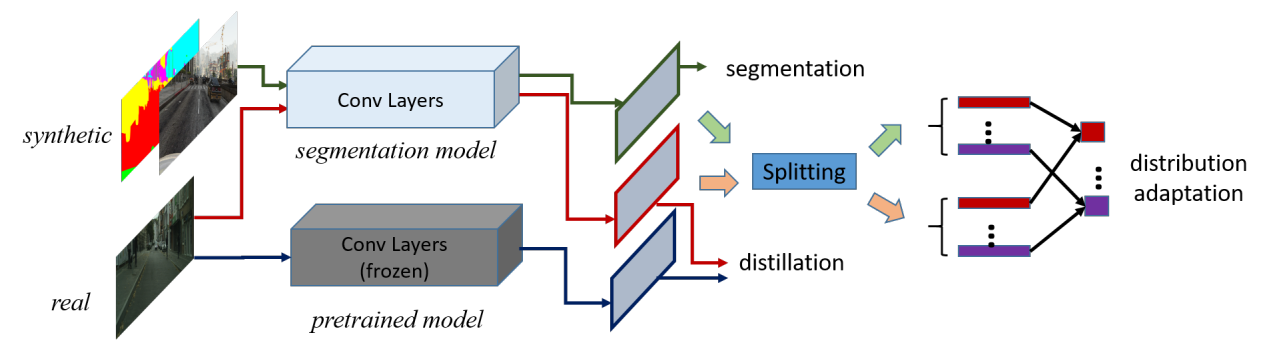 synthetic
Conv Layers
segmentation model
segmentation
Splitting
distribution
adaptation
real
Conv Layers
(frozen)
pretrained model
distillation